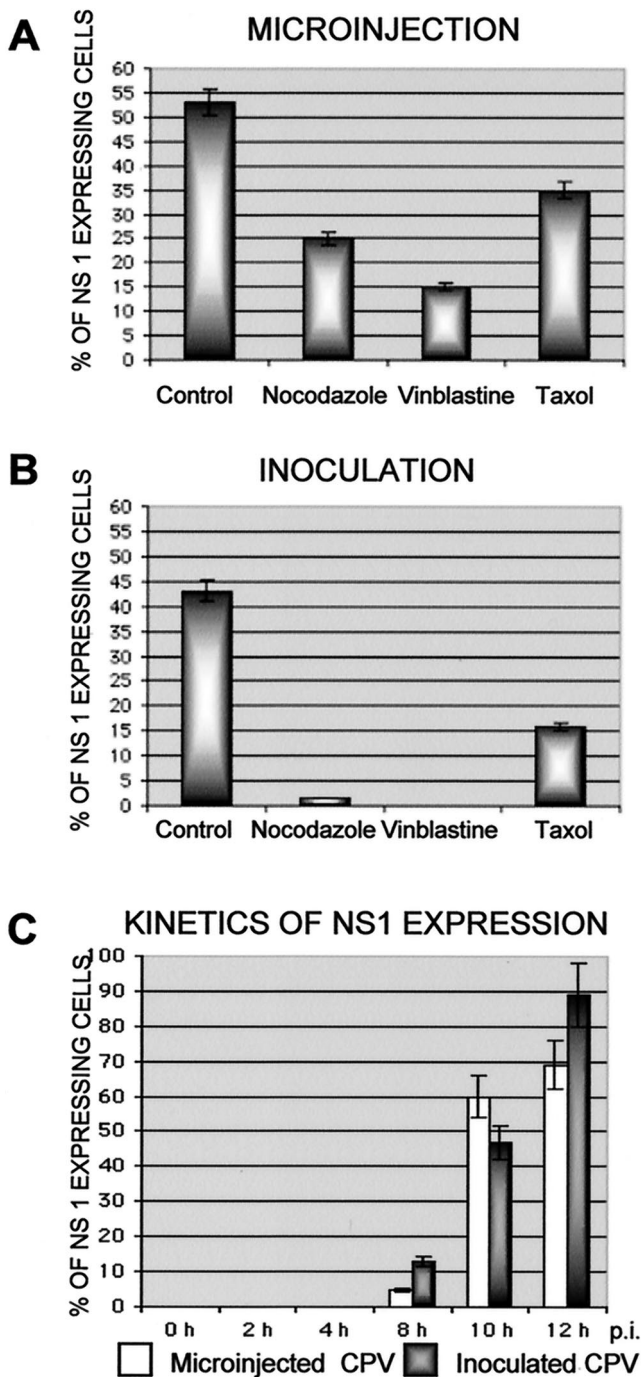 A
MICROINJECTION
% OF NS 1 EXPRESSING CELLS
60
55
50
45
40
35
30
25
20
15
10
5
0
Control Nocodazole Vinblastine Taxol
B
INOCULATION
% OF NS 1 EXPRESSING CELLS
60
55
50
45
40
35
30
25
20
15
10
5
0
Control Nocodazole Vinblastine Taxol
C
KINETICS OF NS1 EXPRESSION
% OF NS 1 EXPRESSING CELLS
100
90
80
70
60
50
40
30
20
10
0
0 h 2 h 4 h 8 h 10 h 12 h p.i.
Microinjected CPV Inoculated CPV